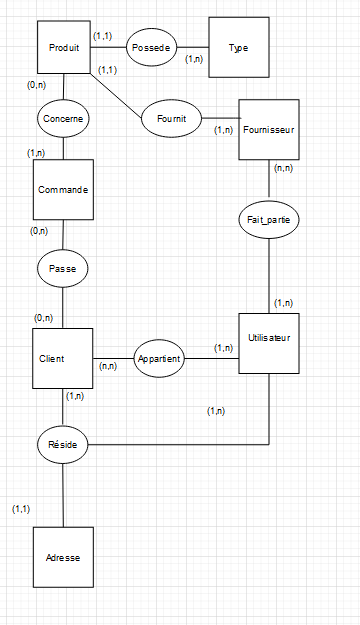 Produit
(1,1)
Possede
(1,n)
Type
(1,1)
(0,n)
Concerne
Fournit
(1,n)
Fournisseur
(1,n)
(n,n)
Commande
(0,n)
Fait_partie
Passe
(0,n)
(1,n)
Client
(n,n)
Appartient
(1,n)
Utilisateur
(1,n)
(1,n)
Réside
(1,1)
Adresse